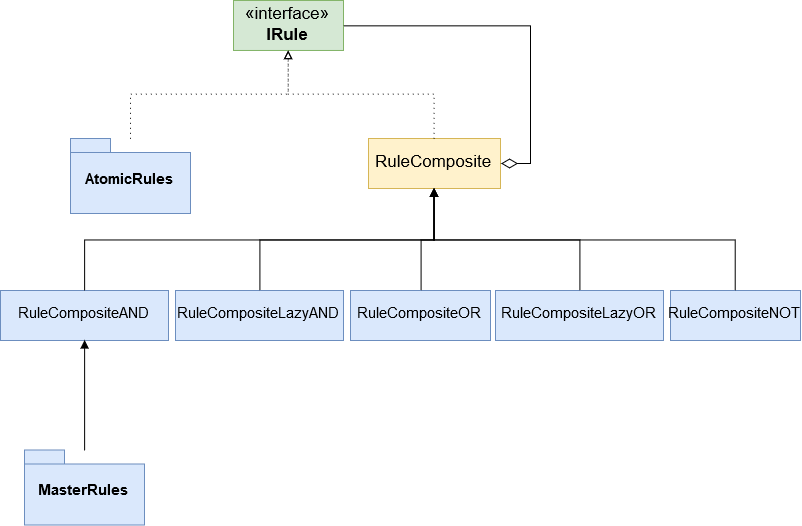 «interface»
IRule
AtomicRules
RuleComposite
RuleCompositeAND
RuleCompositeLazyAND
RuleCompositeOR
RuleCompositeLazyOR
RuleCompositeNOT
MasterRules